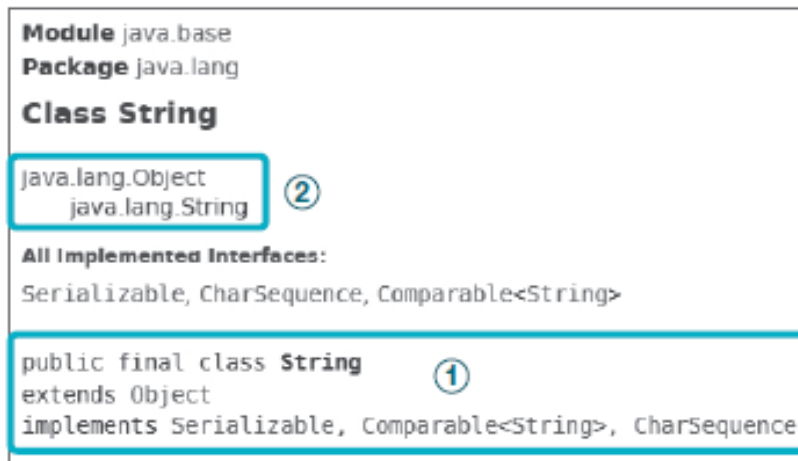 Module java.base
Package java.lang
Class String
java.lang.Object
java.lang.String
②
All Implemented Interfaces:
Serializable, CharSequence, Comparable<String>
public final class String
①
extends Object
implements Serializable, Comparable<String>, CharSequence